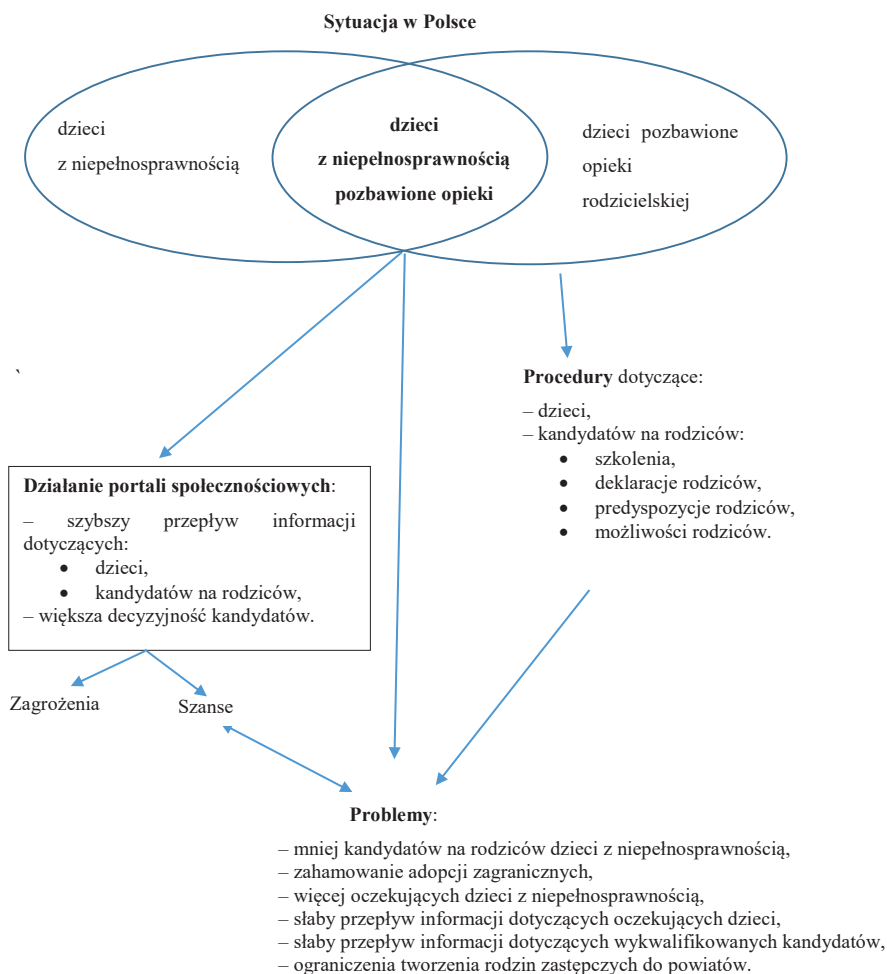 Sytuacja w Polsce
dzieci
z niepełnosprawnością
dzieci
z niepełnosprawnością
pozbawione opieki
dzieci pozbawione
opieki
rodzicielskiej
`
Procedury dotyczące:
– dzieci,
– kandydatów na rodziców:
• szkolenia,
• deklaracje rodziców,
• predyspozycje rodziców,
• możliwości rodziców.
Działanie portali społecznościowych:
– szybszy przepływ informacji
dotyczących:
• dzieci,
• kandydatów na rodziców,
– większa decyzyjność kandydatów.
Zagrożenia
Szanse
Problemy:
– mniej kandydatów na rodziców dzieci z niepełnosprawnością,
– zahamowanie adopcji zagranicznych,
– więcej oczekujących dzieci z niepełnosprawnością,
– słaby przepływ informacji dotyczących oczekujących dzieci,
– słaby przepływ informacji dotyczących wykwalifikowanych kandydatów,
– ograniczenia tworzenia rodzin zastępczych do powiatów.